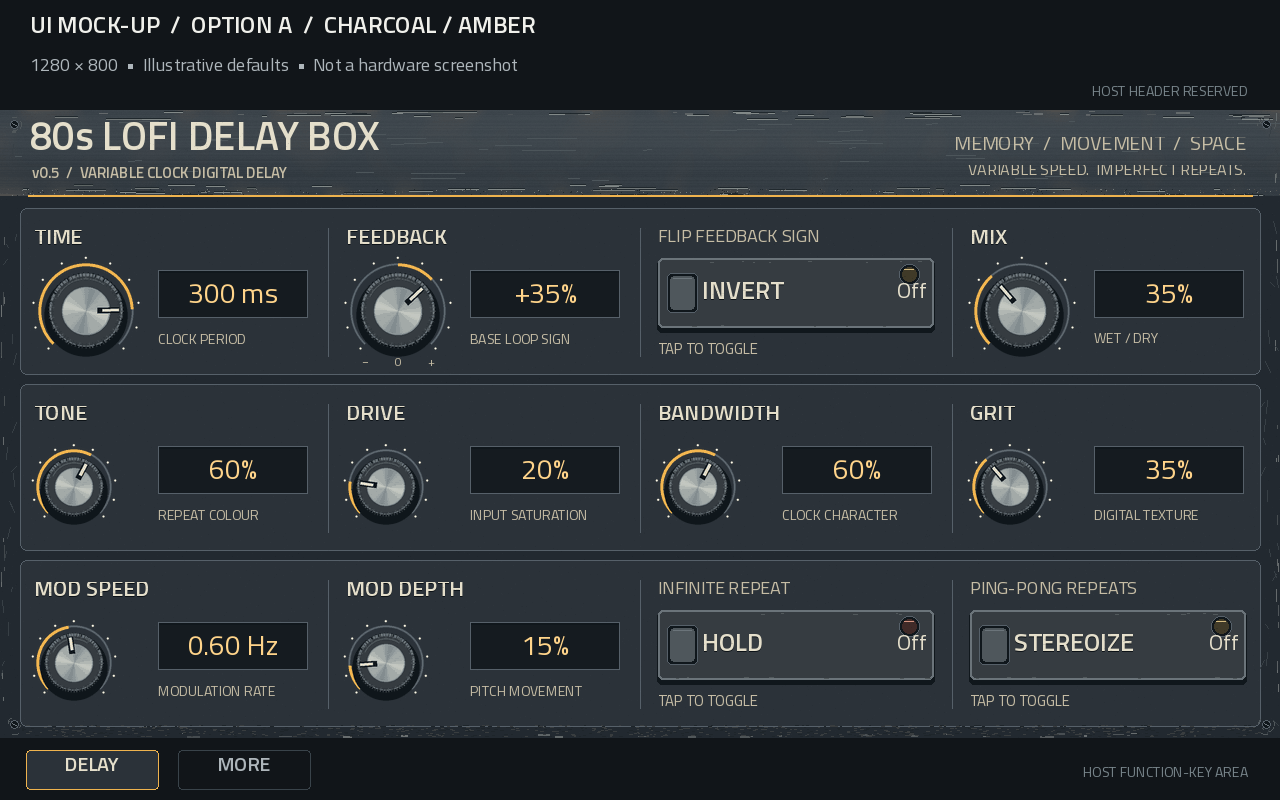 UI MOCK-UP / OPTION A / CHARCOAL / AMBER
1280 × 800 ▪ Illustrative defaults ▪ Not a hardware screenshot
HOST HEADER RESERVED
80s LOFI DELAY BOX
MEMORY / MOVEMENT / SPACE
v0.5 / VARIABLE CLOCK DIGITAL DELAY
VARIABLE SPEED. IMPERFECT REPEATS.
TIME
300 ms
CLOCK PERIOD
FEEDBACK
+35%
BASE LOOP SIGN
− 0 +
FLIP FEEDBACK SIGN
INVERT
Off
TAP TO TOGGLE
MIX
35%
WET / DRY
TONE
60%
REPEAT COLOUR
DRIVE
20%
INPUT SATURATION
BANDWIDTH
60%
CLOCK CHARACTER
GRIT
35%
DIGITAL TEXTURE
MOD SPEED
0.60 Hz
MODULATION RATE
MOD DEPTH
15%
PITCH MOVEMENT
INFINITE REPEAT
HOLD
Off
TAP TO TOGGLE
PING-PONG REPEATS
STEREOIZE
Off
TAP TO TOGGLE
DELAY
MORE
HOST FUNCTION-KEY AREA